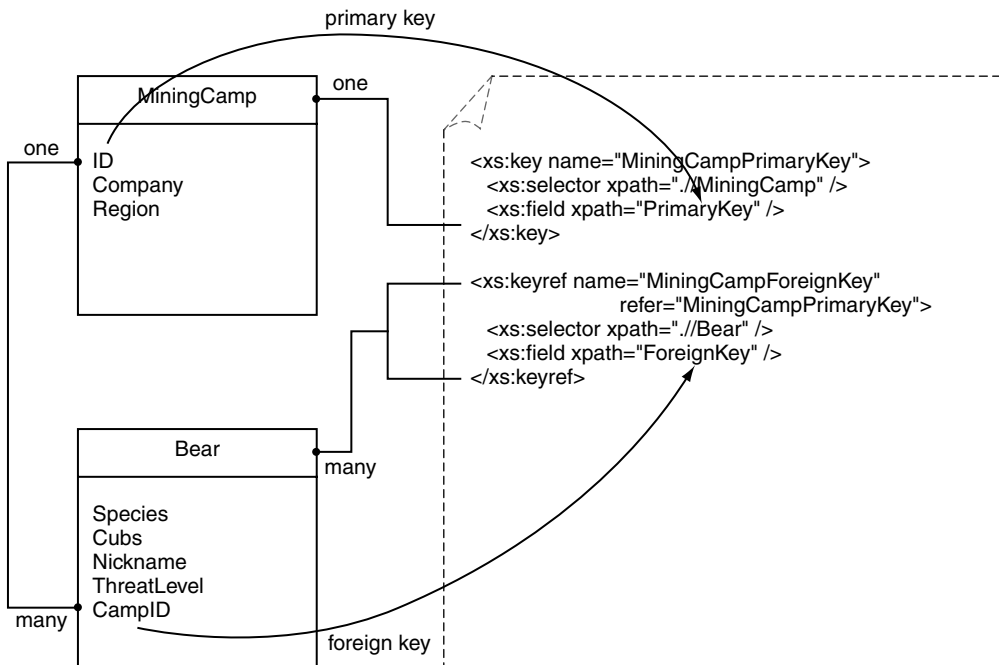 primary key
MiningCamp
one
one
ID
Company
Region
<xs:key name="MiningCampPrimaryKey">
<xs:selector xpath=".//MiningCamp" />
<xs:field xpath="PrimaryKey" />
</xs:key>
<xs:keyref name="MiningCampForeignKey"
refer="MiningCampPrimaryKey">
<xs:selector xpath=".//Bear" />
<xs:field xpath="ForeignKey" />
</xs:keyref>
Bear
many
Species
Cubs
Nickname
ThreatLevel
CampID
many
foreign key